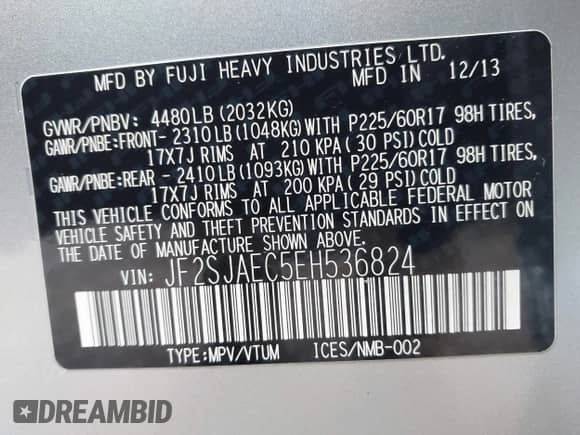 MFD BY FUJI HEAVY INDUSTRIES LTD.
MFD IN 12/13
GVWR/PNBV: 4480LB(2032KG)
GAWR/PNBE:FRONT-2310LB(1048KG)WITH P225/60R17 98H TIRES,
17X7J RIMS AT 210 KPA(30 PSI)COLD
GAWR/PNBE:REAR -2410LB(1093KG)WITH P225/60R17 98H TIRES,
17X7J RIMS AT 200 KPA(29 PSI)COLD
THIS VEHICLE CONFORMS TO ALL APPLICABLE FEDERAL MOTOR
VEHICLE SAFETY AND THEFT PREVENTION STANDARDS IN EFFECT ON
THE DATE OF MANUFACTURE SHOWN ABOVE.
VIN: JF2SJAEC5EH536824
TYPE:MPV/VTUM ICES/NMB-002
DREAMBID